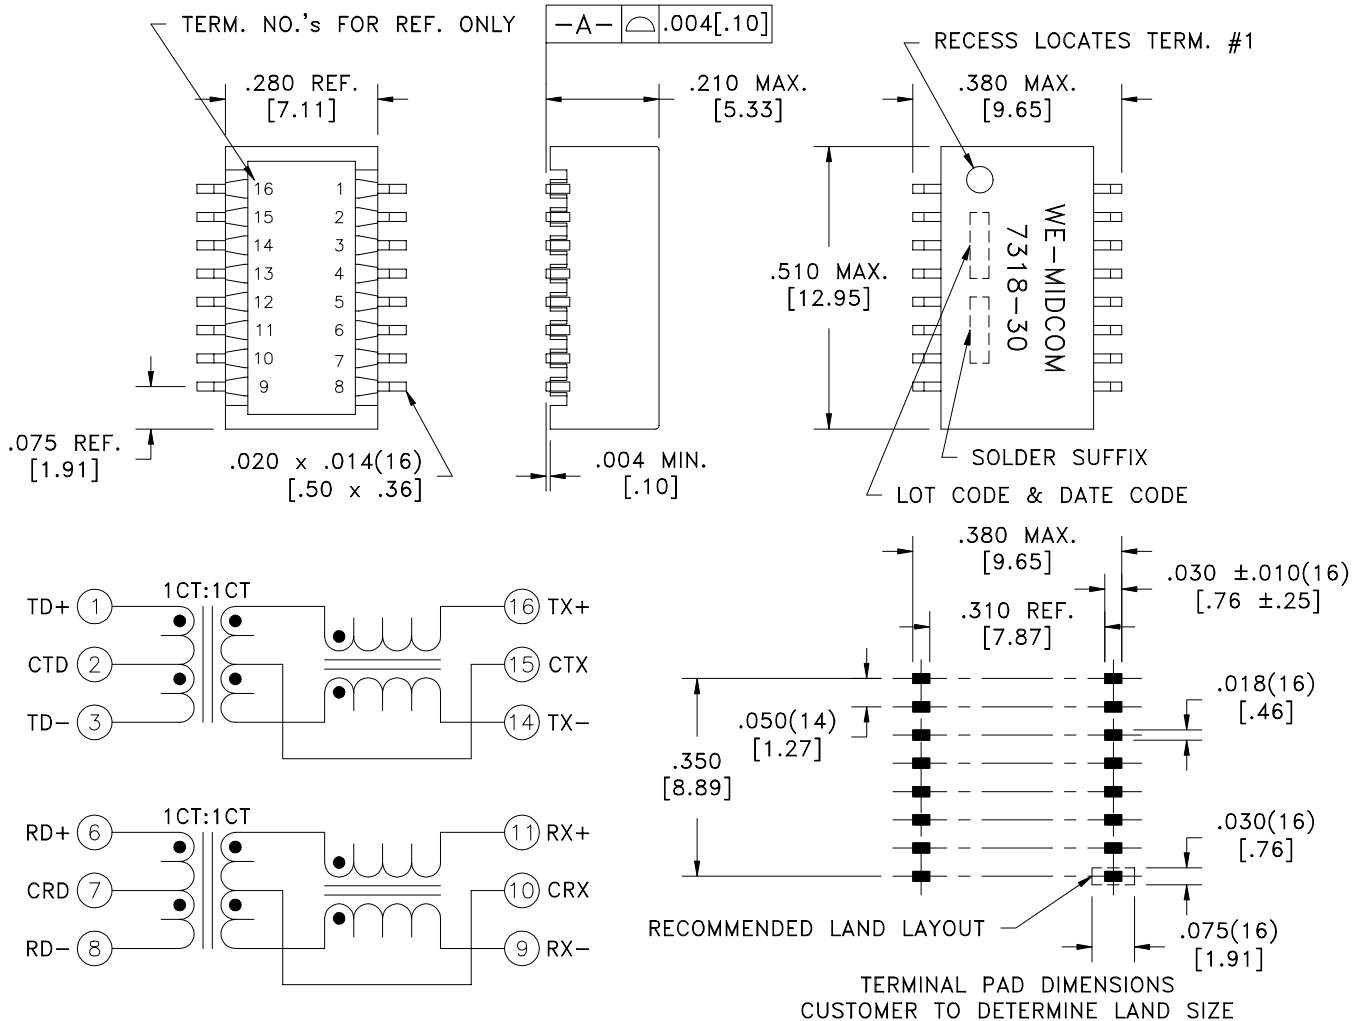 TERM. NO.'s FOR REF. ONLY
-A- .004[.10]
RECESS LOCATES TERM. #1
.280 REF.
[7.11]
.210 MAX.
[5.33]
.380 MAX.
[9.65]
16 1
15 2
14 3
13 4
12 5
11 6
10 7
9 8
.075 REF.
[1.91]
.020 x .014(16)
[.50 x .36]
.004 MIN.
[.10]
.510 MAX.
[12.95]
WE-MIDCOM
7318-30
SOLDER SUFFIX
LOT CODE & DATE CODE
1CT:1CT
TD+ 1 16 TX+
CTD 2 15 CTX
TD- 3 14 TX-
1CT:1CT
RD+ 6 11 RX+
CRD 7 10 CRX
RD- 8 9 RX-
.380 MAX.
[9.65]
.030 ±.010(16)
[.76 ±.25]
.310 REF.
[7.87]
.050(14)
[1.27]
.018(16)
[.46]
.350
[8.89]
.030(16)
[.76]
RECOMMENDED LAND LAYOUT
.075(16)
[1.91]
TERMINAL PAD DIMENSIONS
CUSTOMER TO DETERMINE LAND SIZE